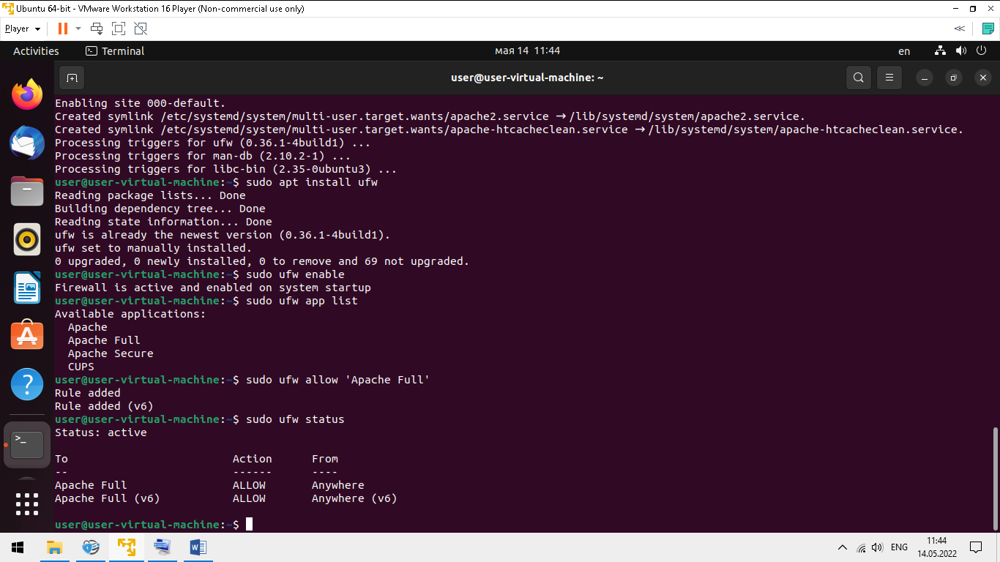 Ubuntu 64-bit - VMware Workstation 16 Player (Non-commercial use only)
Player
Activities
Terminal
мая 14 11:44
en
user@user-virtual-machine: ~
Enabling site 000-default.
Created symlink /etc/systemd/system/multi-user.target.wants/apache2.service → /lib/systemd/system/apache2.service.
Created symlink /etc/systemd/system/multi-user.target.wants/apache-htcacheclean.service → /lib/systemd/system/apache-htcacheclean.service.
Processing triggers for ufw (0.36.1-4build1) ...
Processing triggers for man-db (2.10.2-1) ...
Processing triggers for libc-bin (2.35-0ubuntu3) ...
user@user-virtual-machine:~$ sudo apt install ufw
Reading package lists... Done
Building dependency tree... Done
Reading state information... Done
ufw is already the newest version (0.36.1-4build1).
ufw set to manually installed.
0 upgraded, 0 newly installed, 0 to remove and 69 not upgraded.
user@user-virtual-machine:~$ sudo ufw enable
Firewall is active and enabled on system startup
user@user-virtual-machine:~$ sudo ufw app list
Available applications:
  Apache
  Apache Full
  Apache Secure
  CUPS
user@user-virtual-machine:~$ sudo ufw allow 'Apache Full'
Rule added
Rule added (v6)
user@user-virtual-machine:~$ sudo ufw status
Status: active
To                         Action      From
--                         ------      ----
Apache Full                ALLOW       Anywhere
Apache Full (v6)           ALLOW       Anywhere (v6)
user@user-virtual-machine:~$
ENG
11:44
14.05.2022